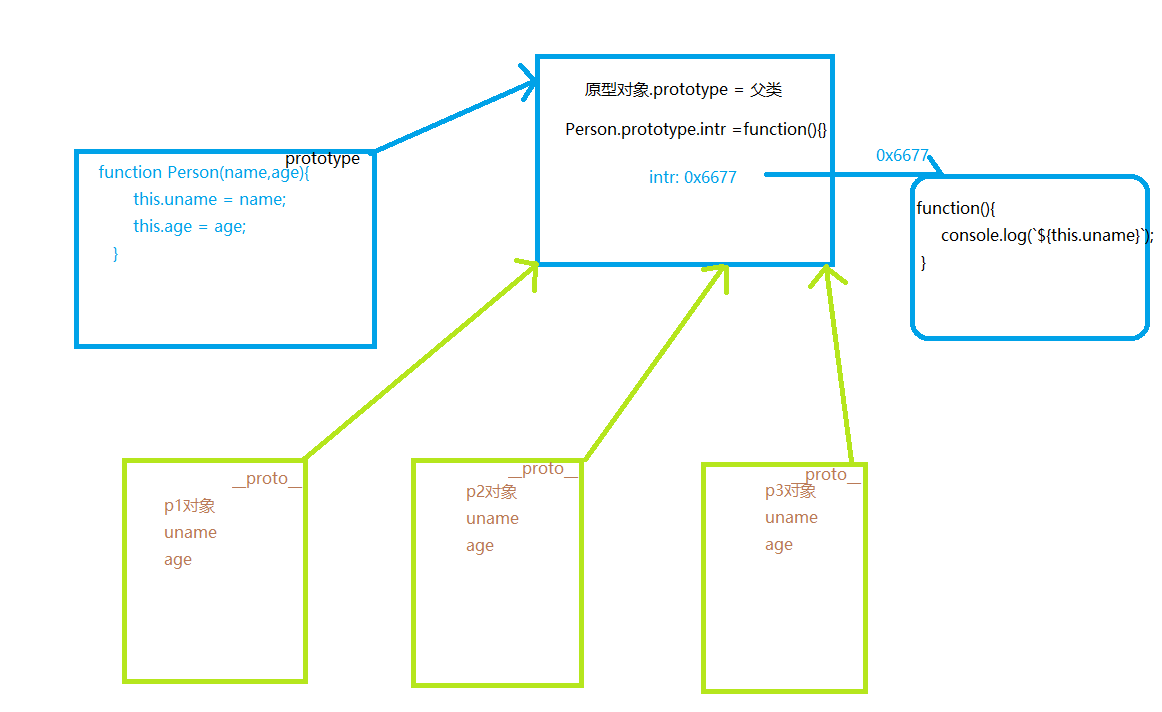 原型对象.prototype = 父类
Person.prototype.intr =function(){}
intr: 0x6677
0x6677
prototype
function Person(name,age){
this.uname = name;
this.age = age;
}
function(){
console.log(`${this.uname}`);
}
__proto__
p1对象
uname
age
__proto__
p2对象
uname
age
__proto__
p3对象
uname
age